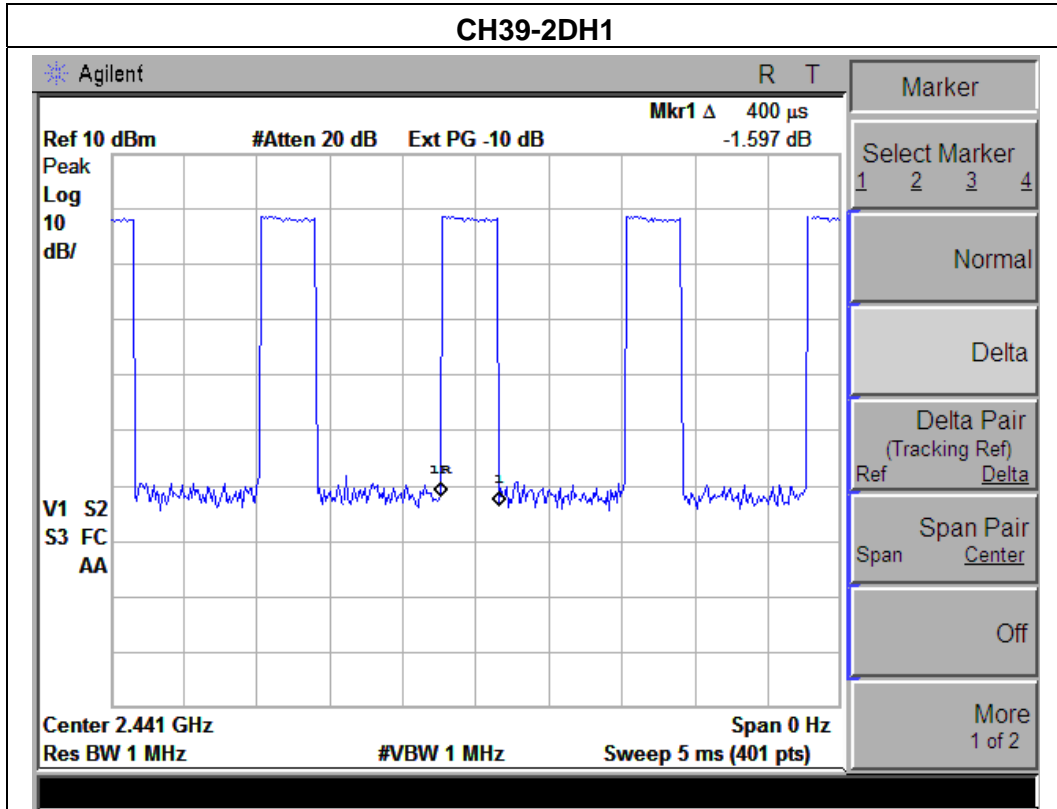 CH39-2DH1
Agilent R T
Mkr1 Δ 400 μs
Ref 10 dBm #Atten 20 dB Ext PG -10 dB -1.597 dB
Peak
Log
10
dB/
1R
1
V1 S2
S3 FC
AA
Center 2.441 GHz Span 0 Hz
Res BW 1 MHz #VBW 1 MHz Sweep 5 ms (401 pts)
Marker
Select Marker
1 2 3 4
Normal
Delta
Delta Pair
(Tracking Ref)
Ref Delta
Span Pair
Span Center
Off
More
1 of 2